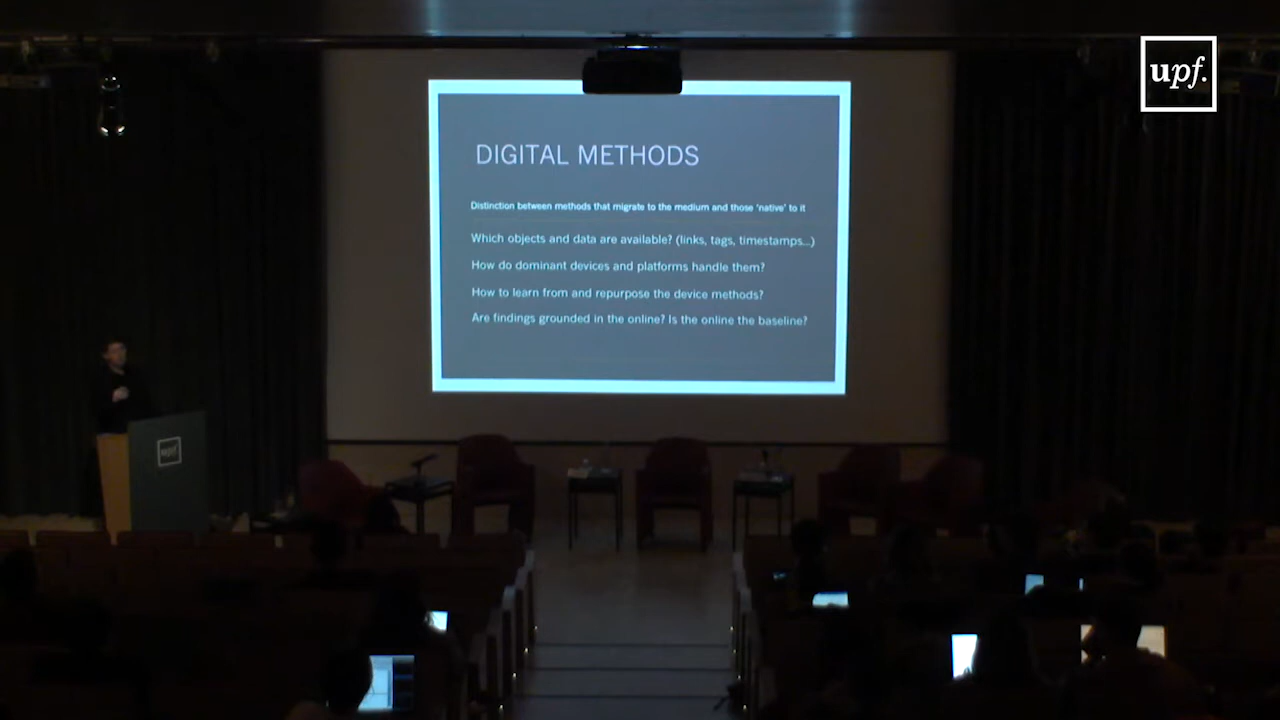 upf.
DIGITAL METHODS
Distinction between methods that migrate to the medium and those 'native' to it
Which objects and data are available? (links, tags, timestamps...)
How do dominant devices and platforms handle them?
How to learn from and repurpose the device methods?
Are findings grounded in the online? Is the online the baseline?
upf.